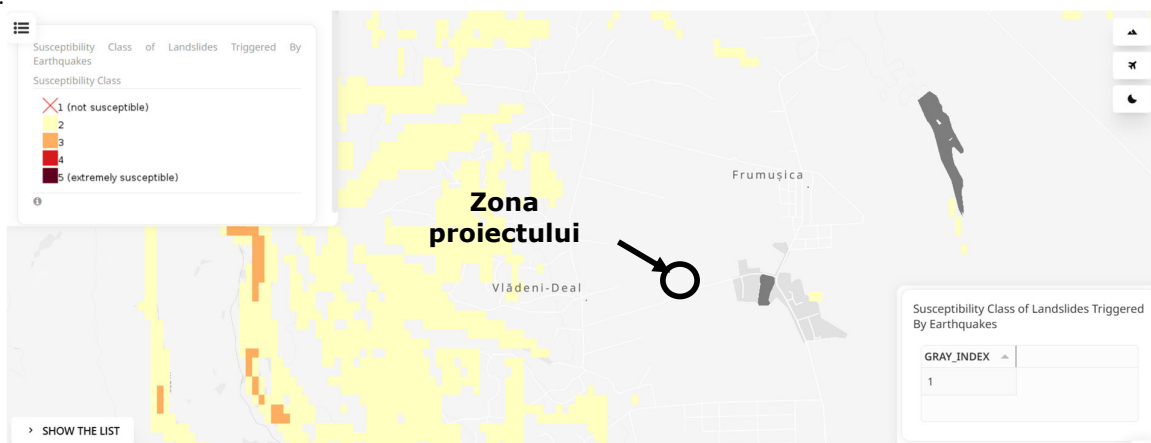 Susceptibility Class of Landslides Triggered By
Earthquakes
Susceptibility Class
1 (not susceptible)
2
3
4
5 (extremely susceptible)
Frumușica
Zona
proiectului
Vlădeni-Deal
Susceptibility Class of Landslides Triggered
By Earthquakes
GRAY_INDEX
1
> SHOW THE LIST